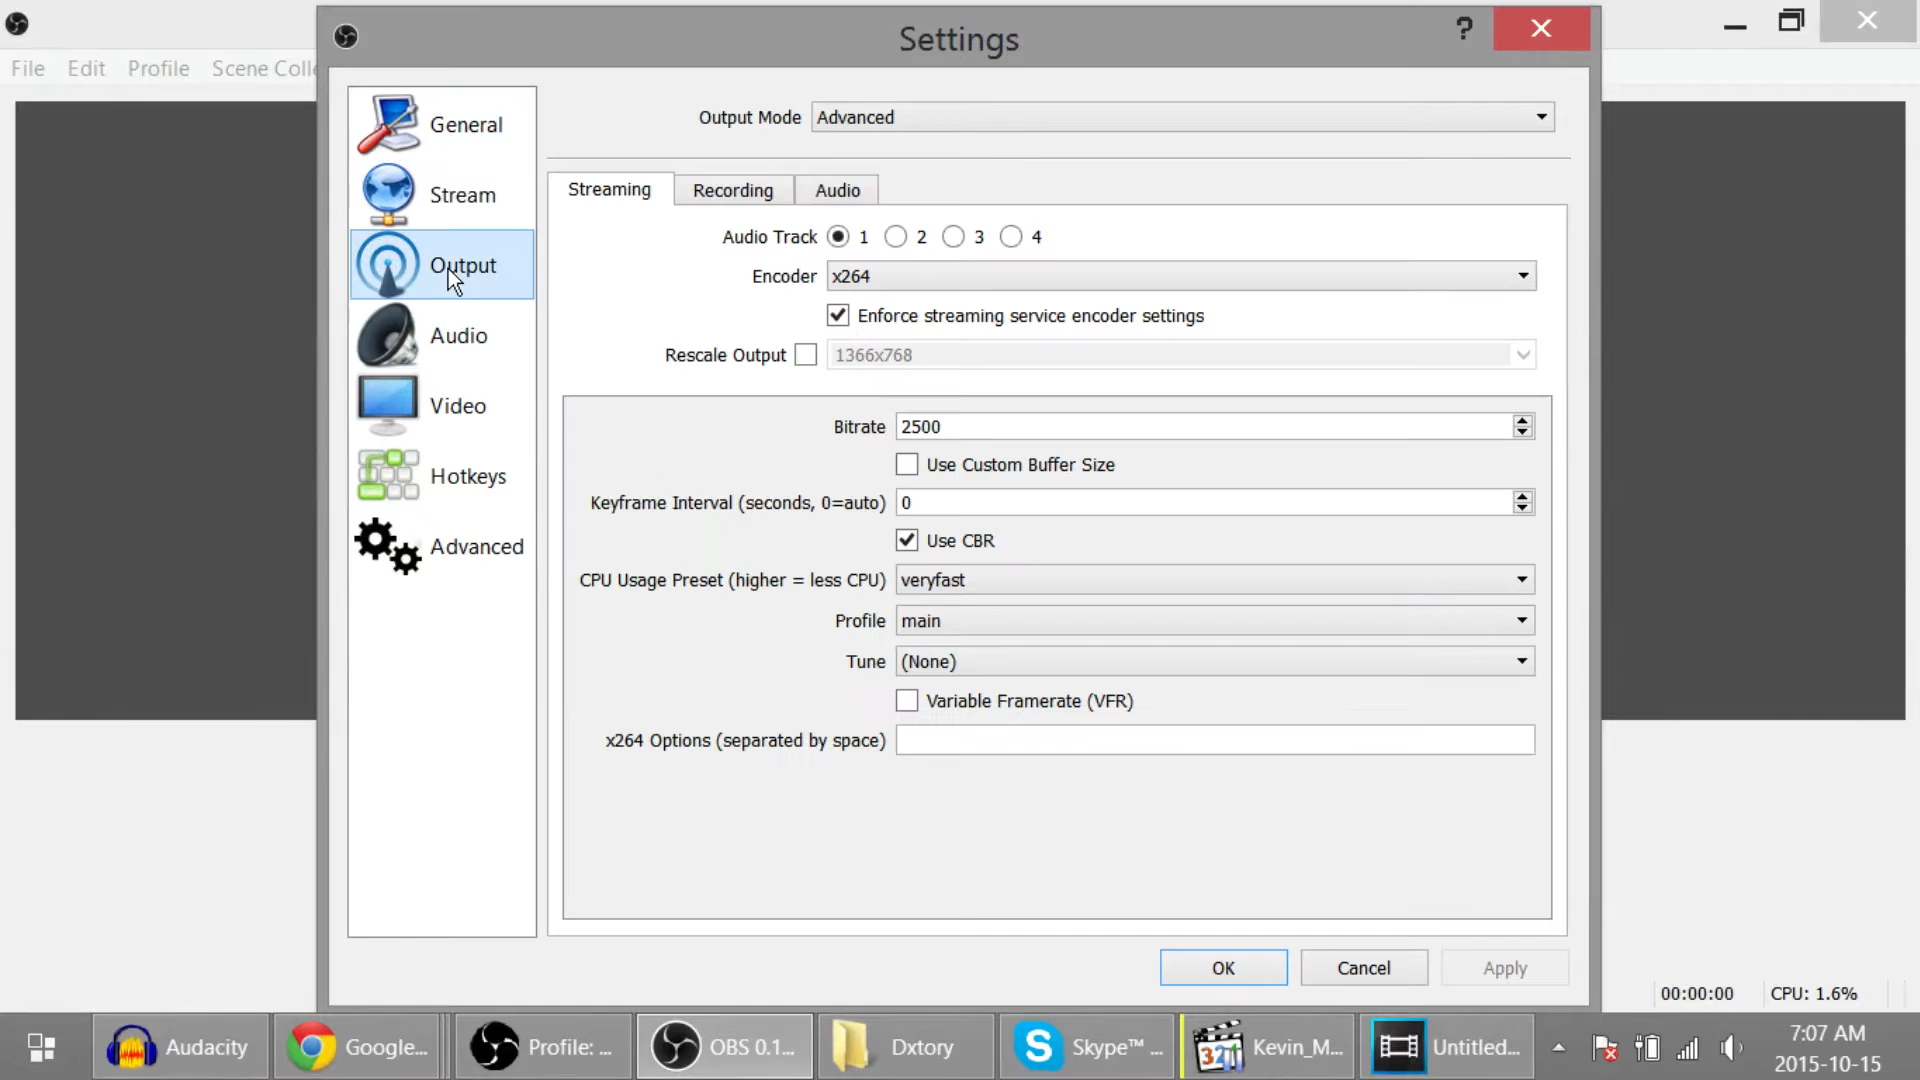 Settings
?
File Edit Profile Scene Colle
General
Stream
Output
Audio
Video
Hotkeys
Advanced
Output Mode Advanced
Streaming Recording Audio
Audio Track 1 2 3 4
Encoder x264
Enforce streaming service encoder settings
Rescale Output 1366x768
Bitrate 2500
Use Custom Buffer Size
Keyframe Interval (seconds, 0=auto) 0
Use CBR
CPU Usage Preset (higher = less CPU) veryfast
Profile main
Tune (None)
Variable Framerate (VFR)
x264 Options (separated by space)
OK Cancel Apply
00:00:00 CPU: 1.6%
Audacity Google... Profile: ... OBS 0.1... Dxtory Skype™ ... 321 Kevin_M... Untitled... 7:07 AM
2015-10-15